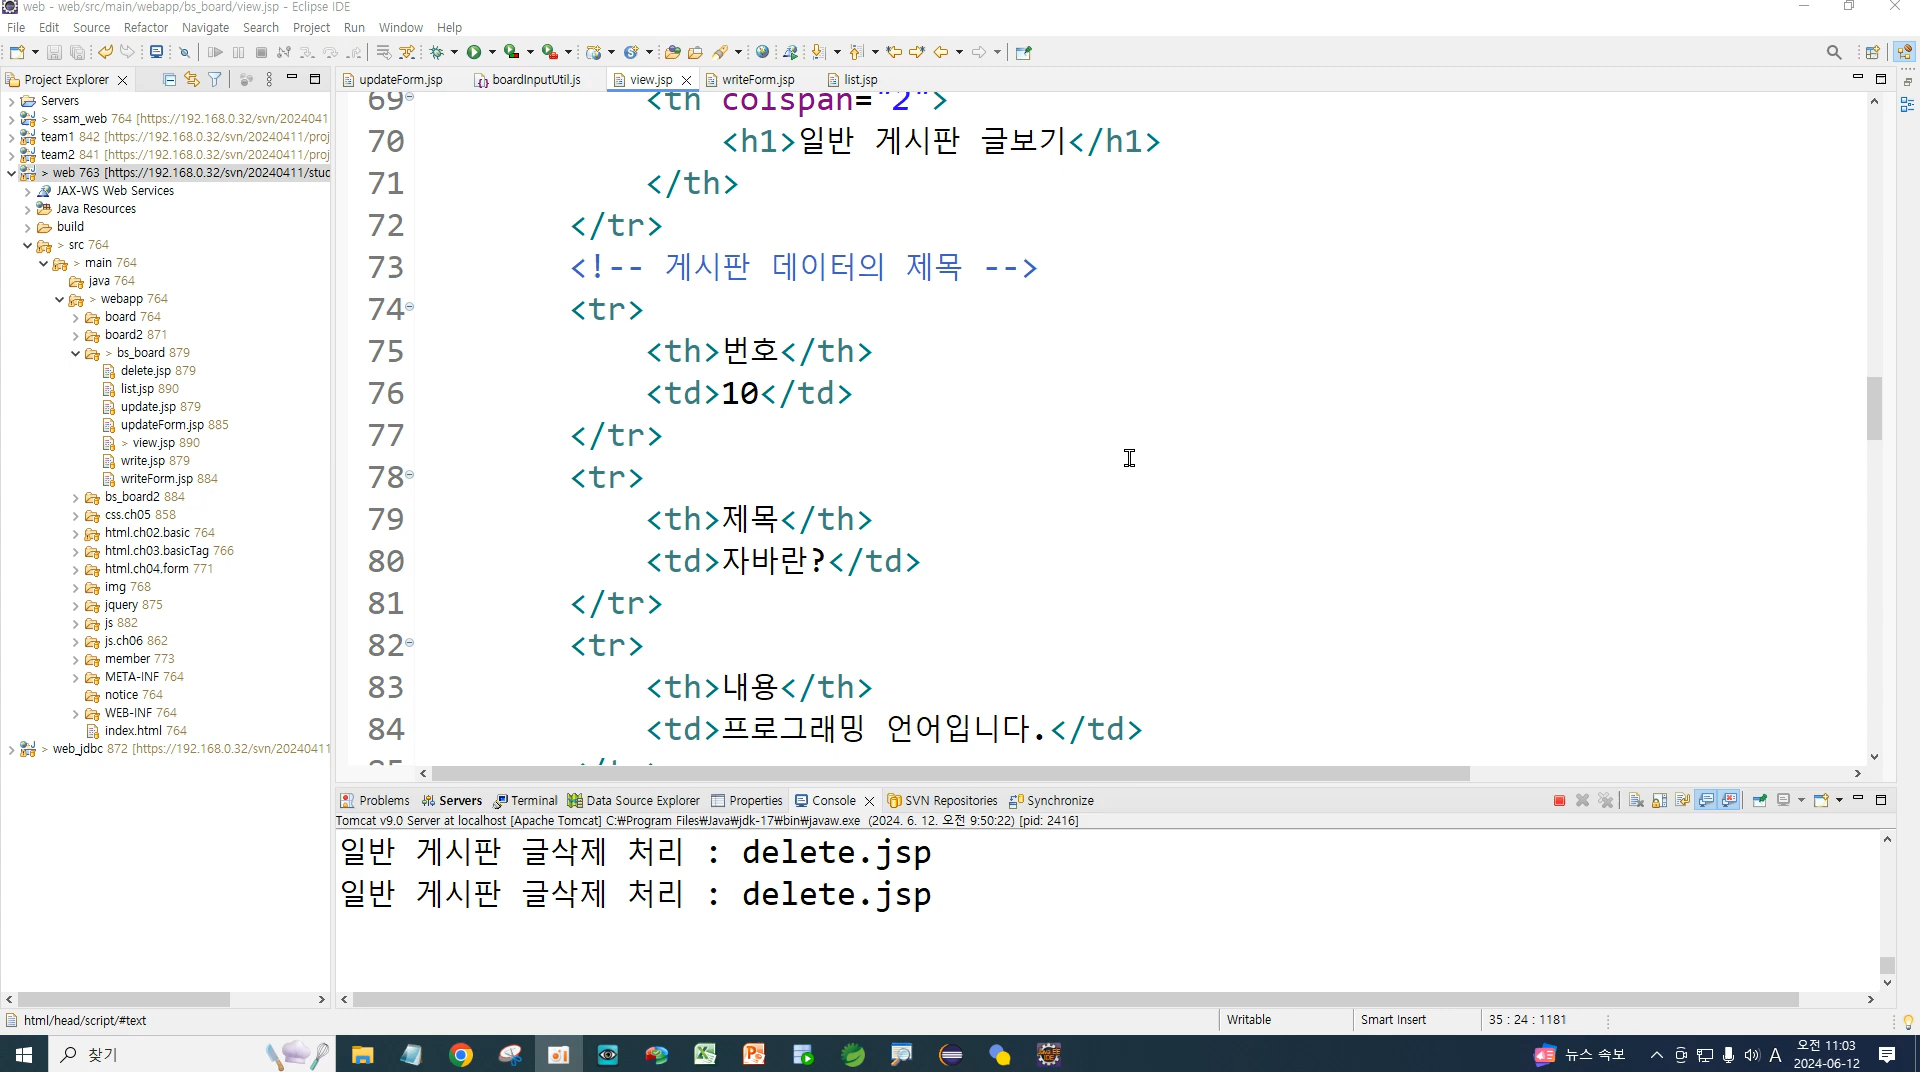 web - web/src/main/webapp/bs_board/view.jsp - Eclipse IDE
File Edit Source Refactor Navigate Search Project Run Window Help
Project Explorer
updateForm.jsp boardInputUtil.js view.jsp writeForm.jsp list.jsp
Servers
> ssam_web 764 [https://192.168.0.32/svn/2024041
team1 842 [https://192.168.0.32/svn/20240411/proj
team2 841 [https://192.168.0.32/svn/20240411/proj
> web 763 [https://192.168.0.32/svn/20240411/stud
JAX-WS Web Services
Java Resources
build
> src 764
> main 764
java 764
> webapp 764
board 764
board2 871
> bs_board 879
delete.jsp 879
list.jsp 890
update.jsp 879
updateForm.jsp 885
> view.jsp 890
write.jsp 879
writeForm.jsp 884
bs_board2 884
css.ch05 858
html.ch02.basic 764
html.ch03.basicTag 766
html.ch04.form 771
img 768
jquery 875
js 882
js.ch06 862
member 773
META-INF 764
notice 764
WEB-INF 764
index.html 764
> web_jdbc 872 [https://192.168.0.32/svn/20240411
69 <th colspan="2">
70 <h1>일반 게시판 글보기</h1>
71 </th>
72 </tr>
73 <!-- 게시판 데이터의 제목 -->
74 <tr>
75 <th>번호</th>
76 <td>10</td>
77 </tr>
78 <tr>
79 <th>제목</th>
80 <td>자바란?</td>
81 </tr>
82 <tr>
83 <th>내용</th>
84 <td>프로그래밍 언어입니다.</td>
Problems Servers Terminal Data Source Explorer Properties Console SVN Repositories Synchronize
Tomcat v9.0 Server at localhost [Apache Tomcat] C:₩Program Files₩Java₩jdk-17₩bin₩javaw.exe (2024. 6. 12. 오전 9:50:22) [pid: 2416]
일반 게시판 글삭제 처리 : delete.jsp
일반 게시판 글삭제 처리 : delete.jsp
html/head/script/#text Writable Smart Insert 35 : 24 : 1181
찾기 뉴스 속보 A 오전 11:03
2024-06-12